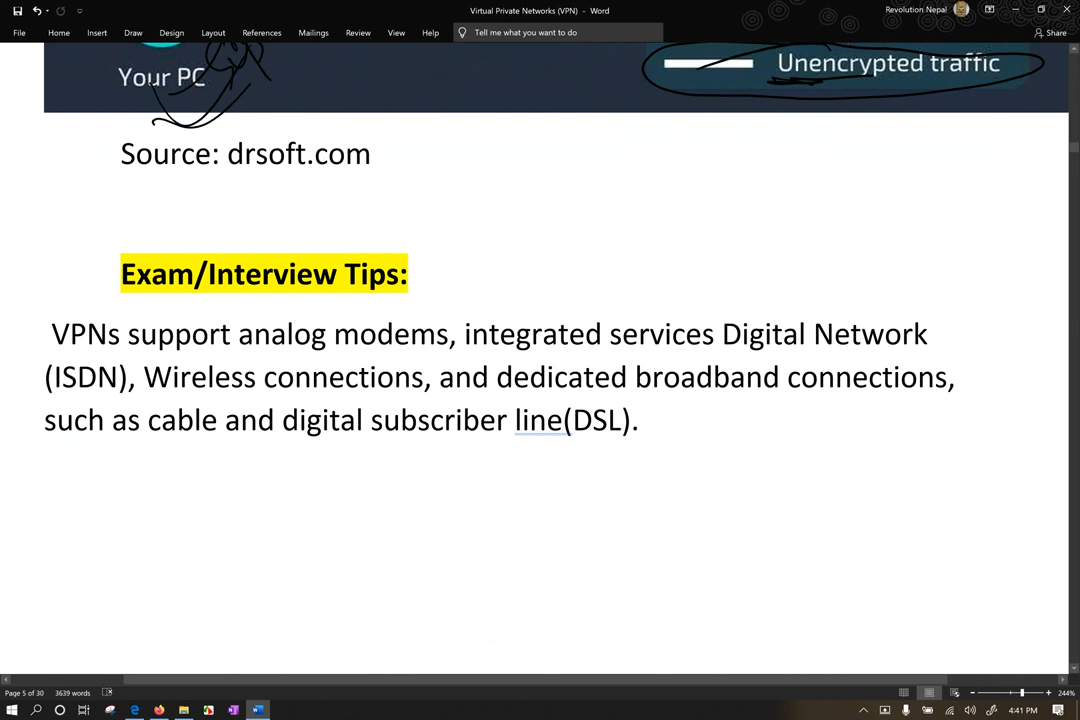 Virtual Private Networks (VPN) - Word
Revolution Nepal
File Home Insert Draw Design Layout References Mailings Review View Help Tell me what you want to do Share
Your PC
Unencrypted traffic
Source: drsoft.com
Exam/Interview Tips:
VPNs support analog modems, integrated services Digital Network
(ISDN), Wireless connections, and dedicated broadband connections,
such as cable and digital subscriber line(DSL).
Page 5 of 30 3639 words 244%
4:41 PM